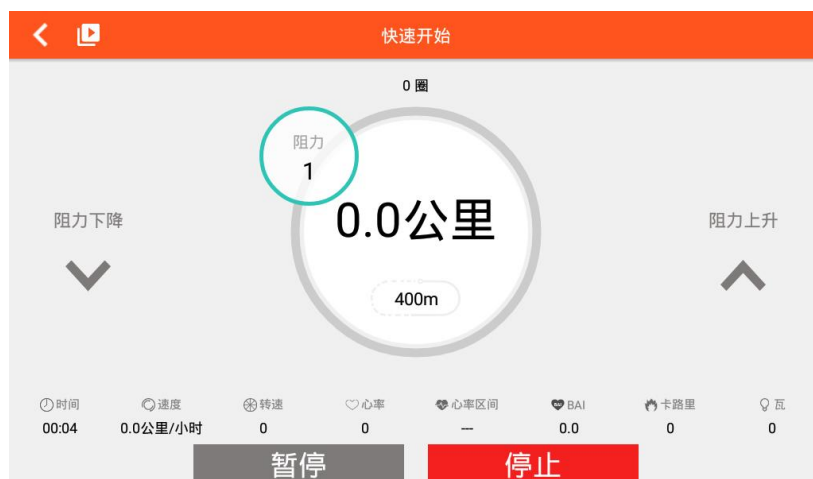 快速开始
0 圈
阻力
1
0.0公里
阻力下降
阻力上升
400m
时间 速度 转速 心率 心率区间 BAI 卡路里 瓦
00:04 0.0公里/小时 0 0 --- 0.0 0 0
暂停 停止